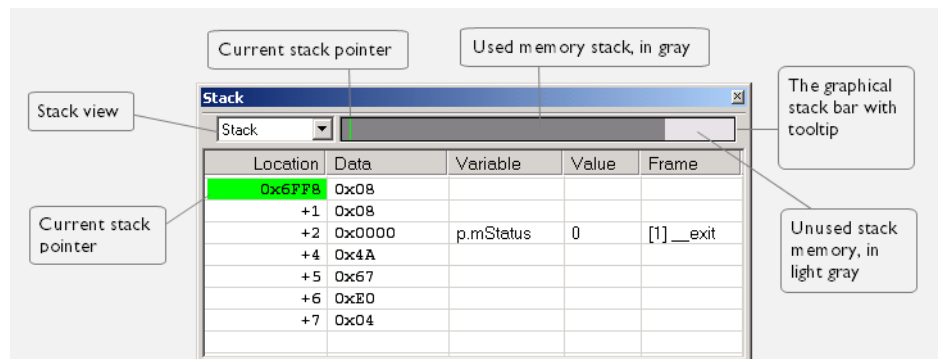 Current stack pointer
Used memory stack, in gray
The graphical
stack bar with
tooltip
Stack view
Stack
Stack
Location Data Variable Value Frame
0x6FF8 0x08
+1 0x08
+2 0x0000 p.mStatus 0 [1] __exit
+4 0x4A
+5 0x67
+6 0xE0
+7 0x04
Current stack
pointer
Unused stack
memory, in
light gray